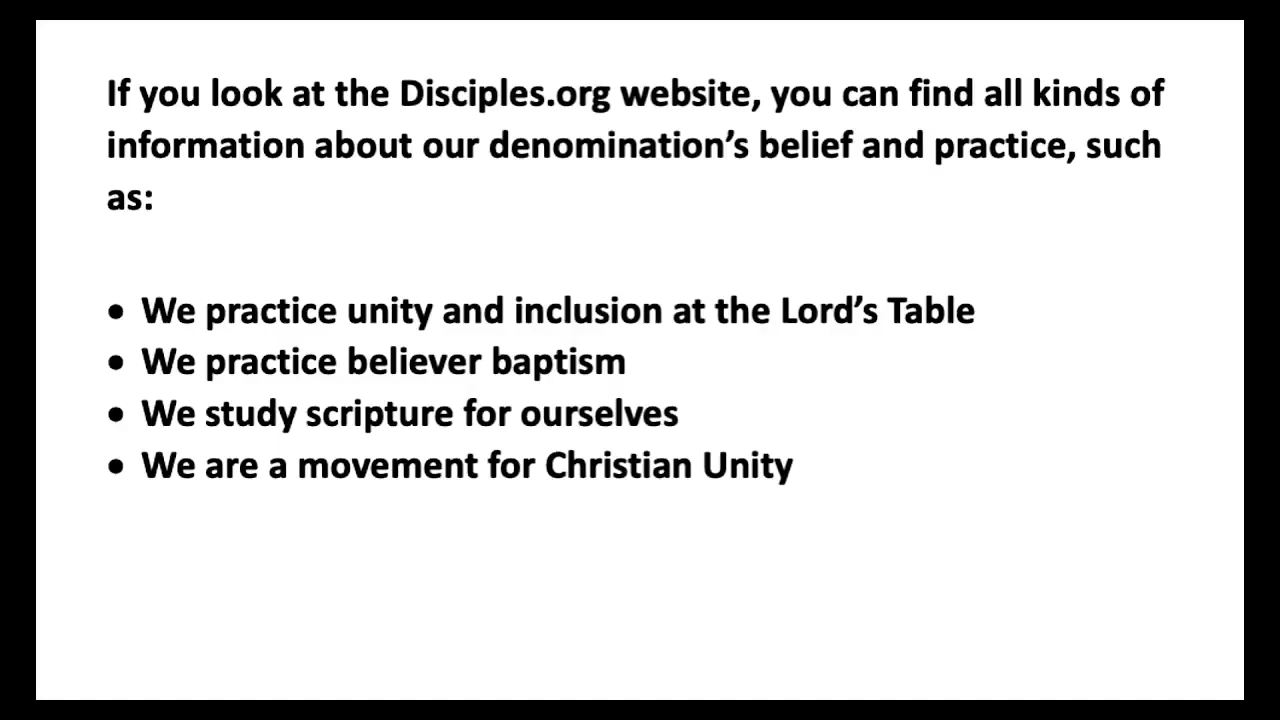 If you look at the Disciples.org website, you can find all kinds of
information about our denomination’s belief and practice, such
as:
• We practice unity and inclusion at the Lord’s Table
• We practice believer baptism
• We study scripture for ourselves
• We are a movement for Christian Unity